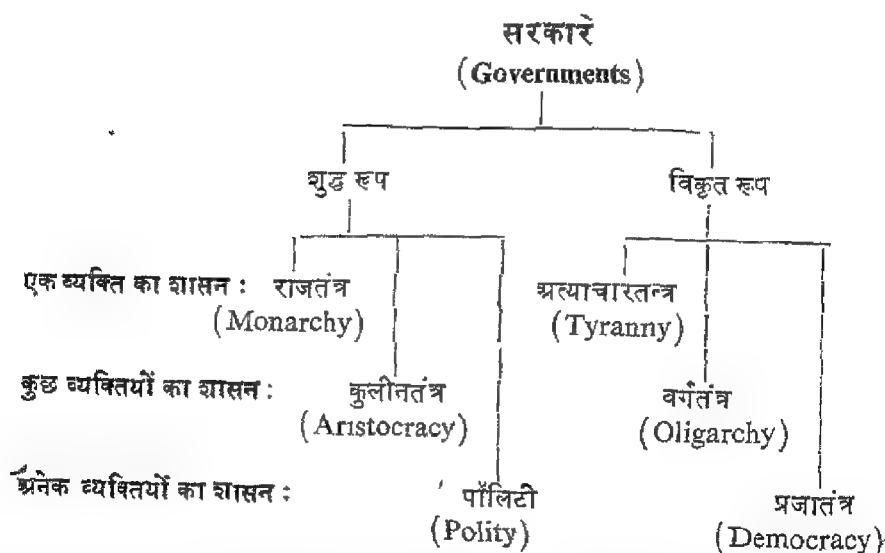 सरकारें
(Governments)
शुद्ध रूप विकृत रूप
एक व्यक्ति का शासन : राजतंत्र अत्याचारतन्त्र
(Monarchy) (Tyranny)
कुछ व्यक्तियों का शासन : कुलीनतंत्र वर्गतंत्र
(Aristocracy) (Oligarchy)
अनेक व्यक्तियों का शासन : पॉलिटी प्रजातंत्र
(Polity) (Democracy)